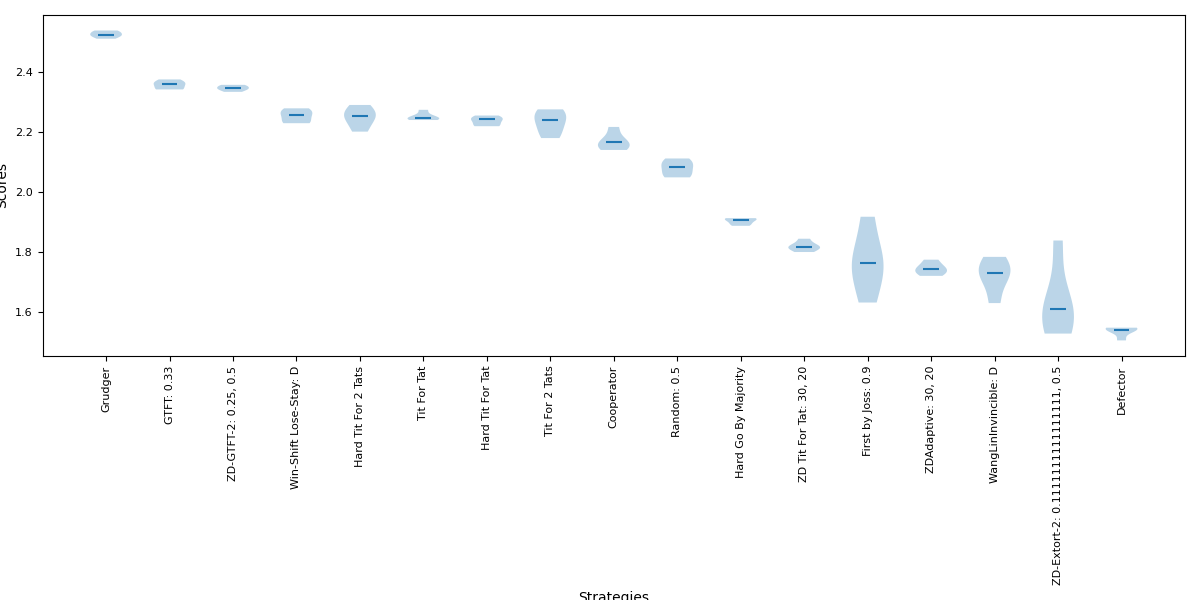 Scores
2.4
2.2
2.0
1.8
1.6
Grudger
GTFT: 0.33
ZD-GTFT-2: 0.25, 0.5
Win-Shift Lose-Stay: D
Hard Tit For 2 Tats
Tit For Tat
Hard Tit For Tat
Tit For 2 Tats
Cooperator
Random: 0.5
Hard Go By Majority
ZD Tit For Tat: 30, 20
First by Joss: 0.9
ZDAdaptive: 30, 20
WangLinInvincible: D
ZD-Extort-2: 0.1111111111111111, 0.5
Defector
Strategies